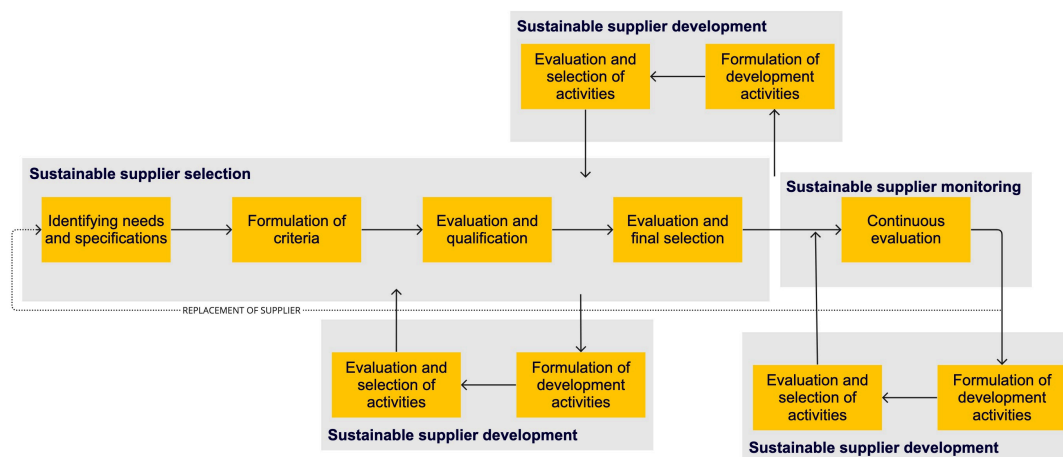 Sustainable supplier development
Evaluation and
selection of
activities
Formulation of
development
activities
Sustainable supplier selection
Identifying needs
and specifications
Formulation of
criteria
Evaluation and
qualification
Evaluation and
final selection
Sustainable supplier monitoring
Continuous
evaluation
REPLACEMENT OF SUPPLIER
Evaluation and
selection of
activities
Formulation of
development
activities
Sustainable supplier development
Evaluation and
selection of
activities
Formulation of
development
activities
Sustainable supplier development